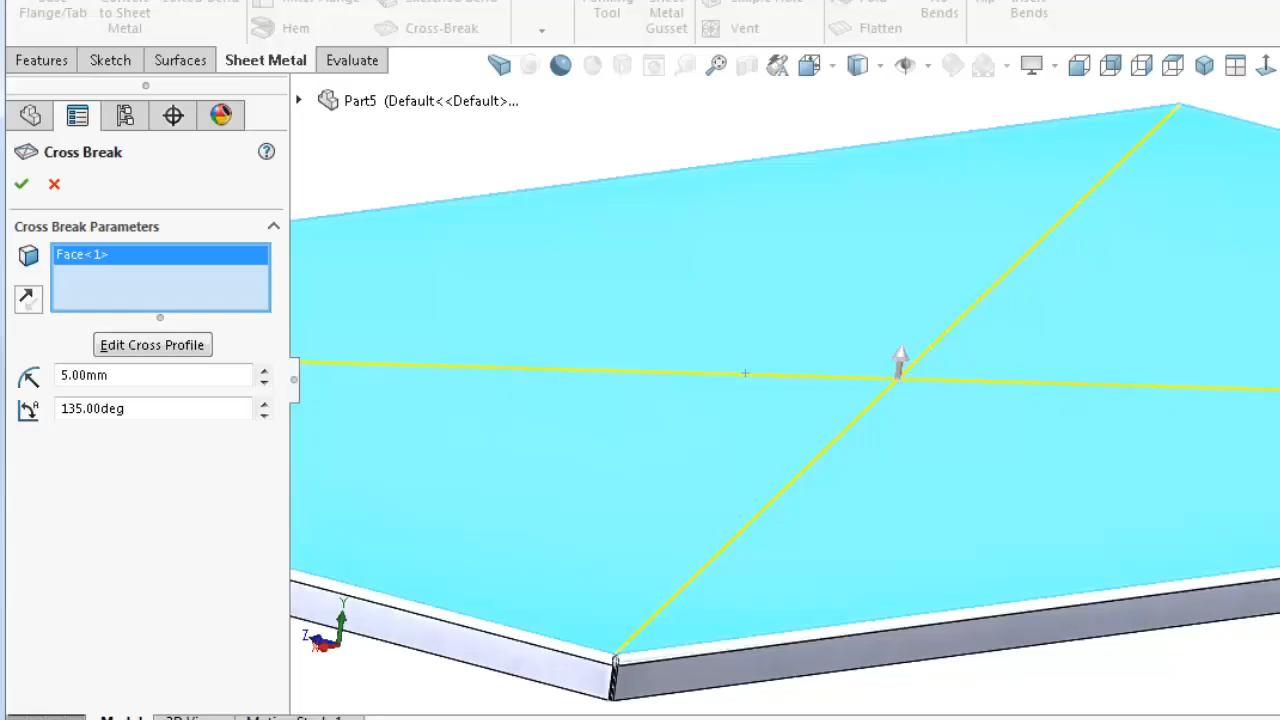 Flange/Tab to Sheet Metal
Hem
Cross-Break
Tool
Metal Gusset
Vent
Flatten
Bends
Bends
Features Sketch Surfaces Sheet Metal Evaluate
Part5 (Default<<Default>...
Cross Break
Cross Break Parameters
Face<1>
Edit Cross Profile
5.00mm
135.00deg
Y
Z
X